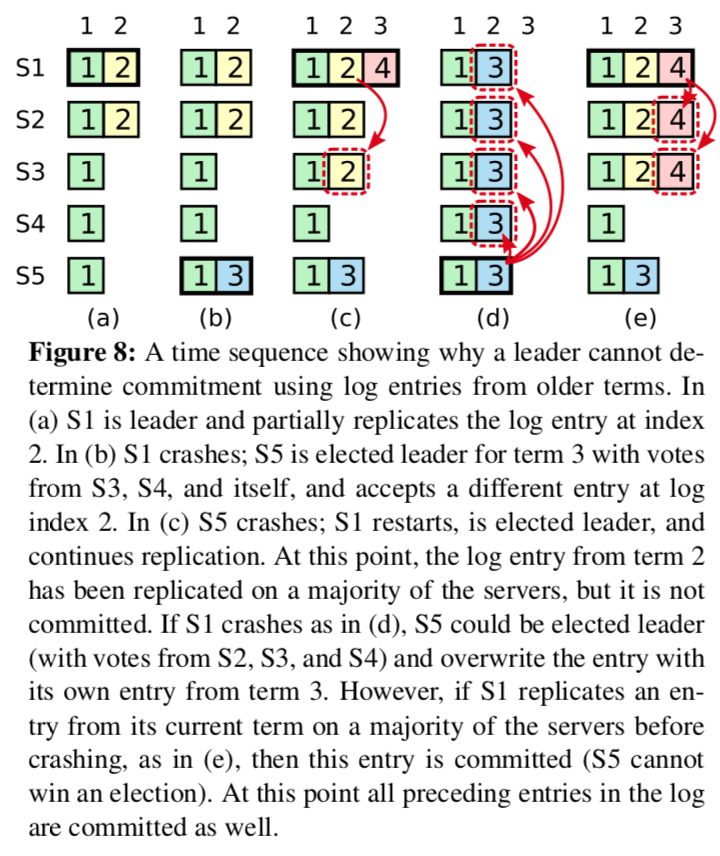 1 2 1 2 1 2 3 1 2 3 1 2 3
S1 1 2 1 2 1 2 4 1 3 1 2 4
S2 1 2 1 2 1 2 1 3 1 2 4
S3 1 1 1 2 1 3 1 2 4
S4 1 1 1 1 3 1
S5 1 1 3 1 3 1 3 1 3
(a) (b) (c) (d) (e)
Figure 8: A time sequence showing why a leader cannot de-
termine commitment using log entries from older terms. In
(a) S1 is leader and partially replicates the log entry at index
2. In (b) S1 crashes; S5 is elected leader for term 3 with votes
from S3, S4, and itself, and accepts a different entry at log
index 2. In (c) S5 crashes; S1 restarts, is elected leader, and
continues replication. At this point, the log entry from term 2
has been replicated on a majority of the servers, but it is not
committed. If S1 crashes as in (d), S5 could be elected leader
(with votes from S2, S3, and S4) and overwrite the entry with
its own entry from term 3. However, if S1 replicates an en-
try from its current term on a majority of the servers before
crashing, as in (e), then this entry is committed (S5 cannot
win an election). At this point all preceding entries in the log
are committed as well.